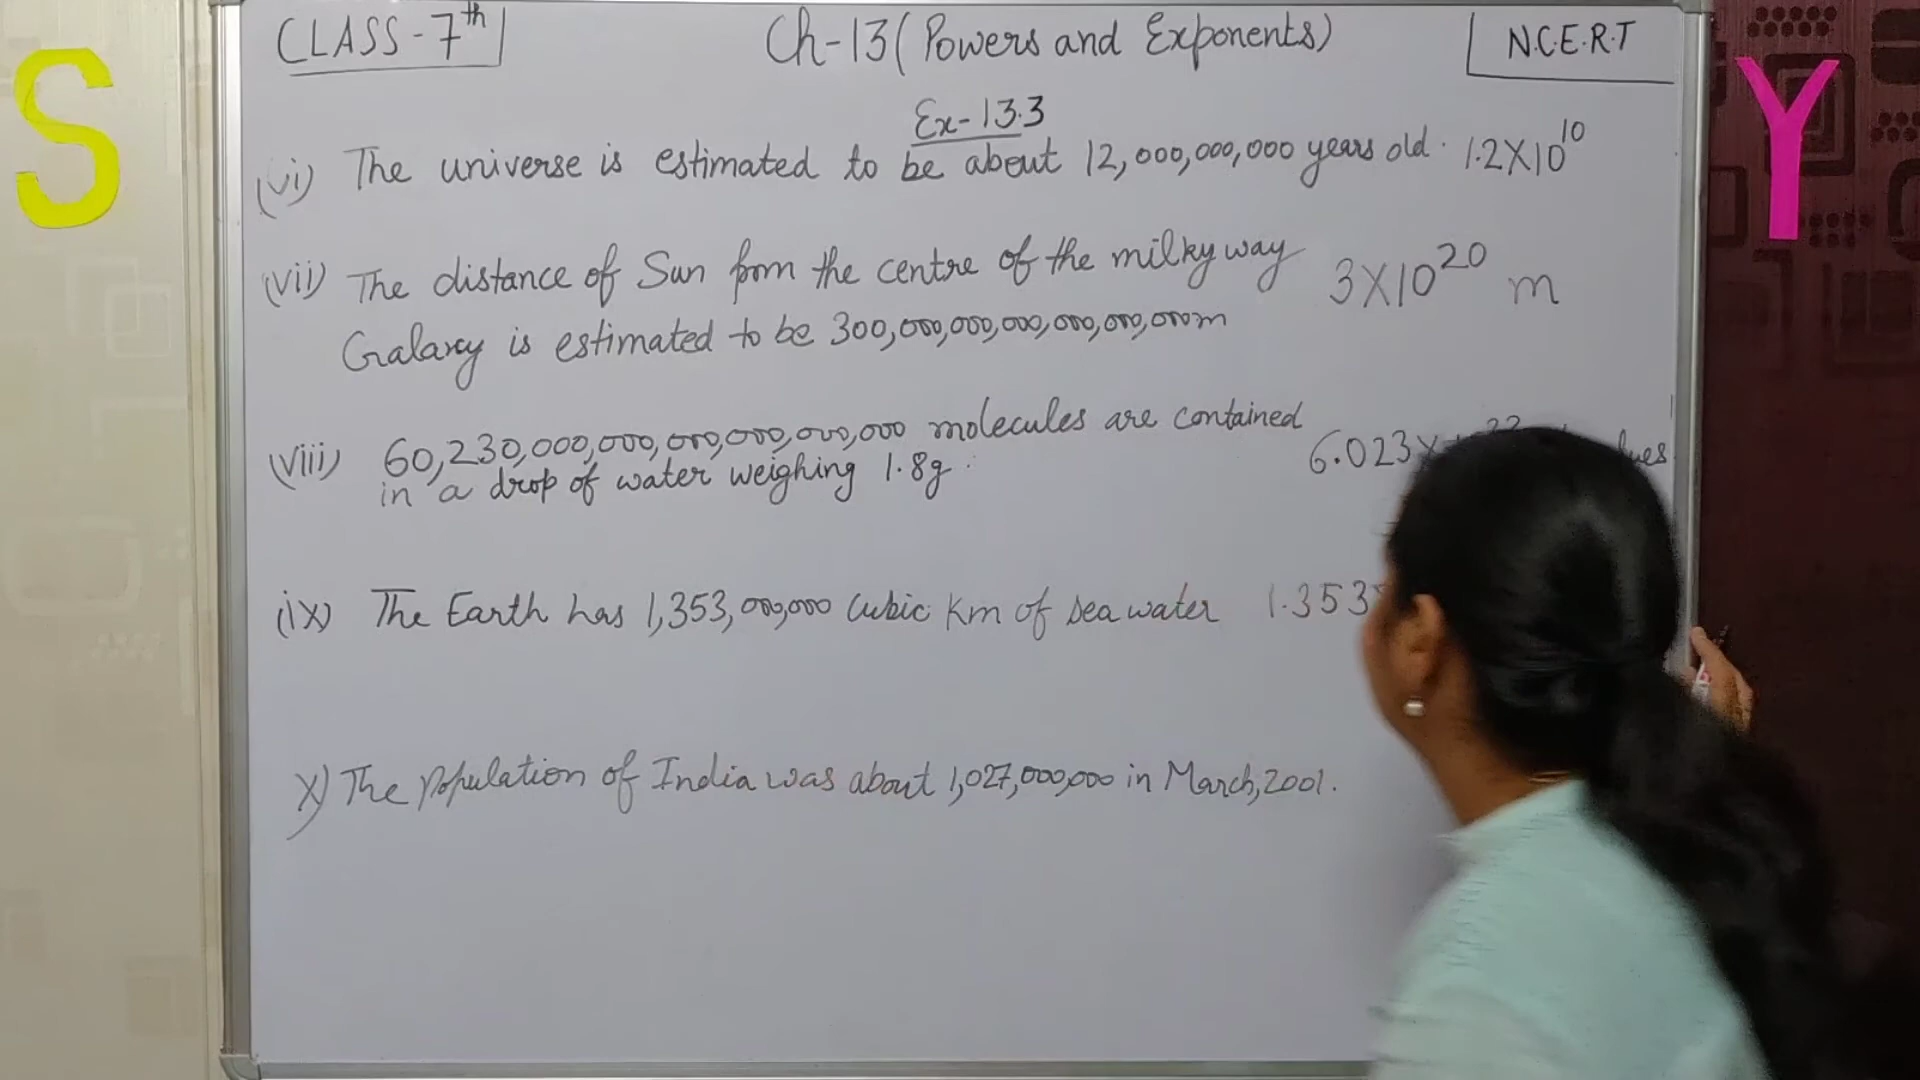 S
CLASS-7th
Ch-13(Powers and Exponents)
N.C.E.R.T
Y
Ex-13.3
(vi) The universe is estimated to be about 12,000,000,000 years old. 1.2X10^10
(vii) The distance of Sun from the centre of the milky way
Galaxy is estimated to be 300,000,000,000,000,000,000m
3X10^20 m
(viii) 60,230,000,000,000,000,000,000 molecules are contained
in a drop of water weighing 1.8g.
6.023X
(ix) The Earth has 1,353,000,000 Cubic Km of sea water 1.353
X) The population of India was about 1,027,000,000 in March,2001.